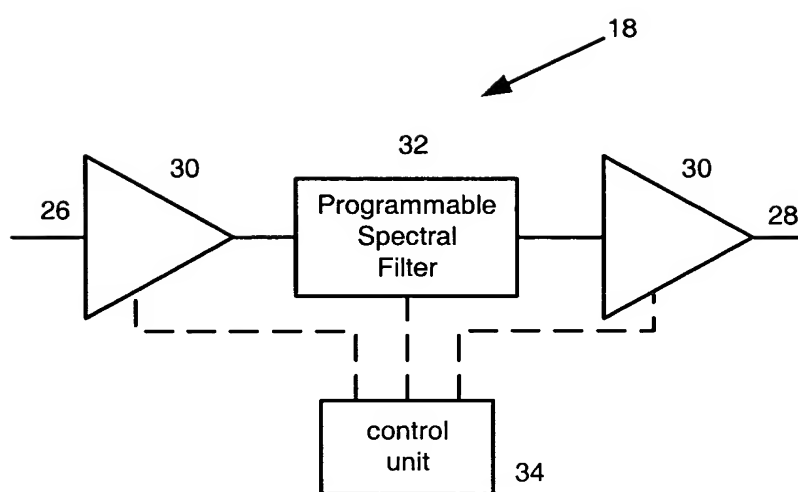 18
32
30
30
26
28
Programmable
Spectral
Filter
control
unit
34